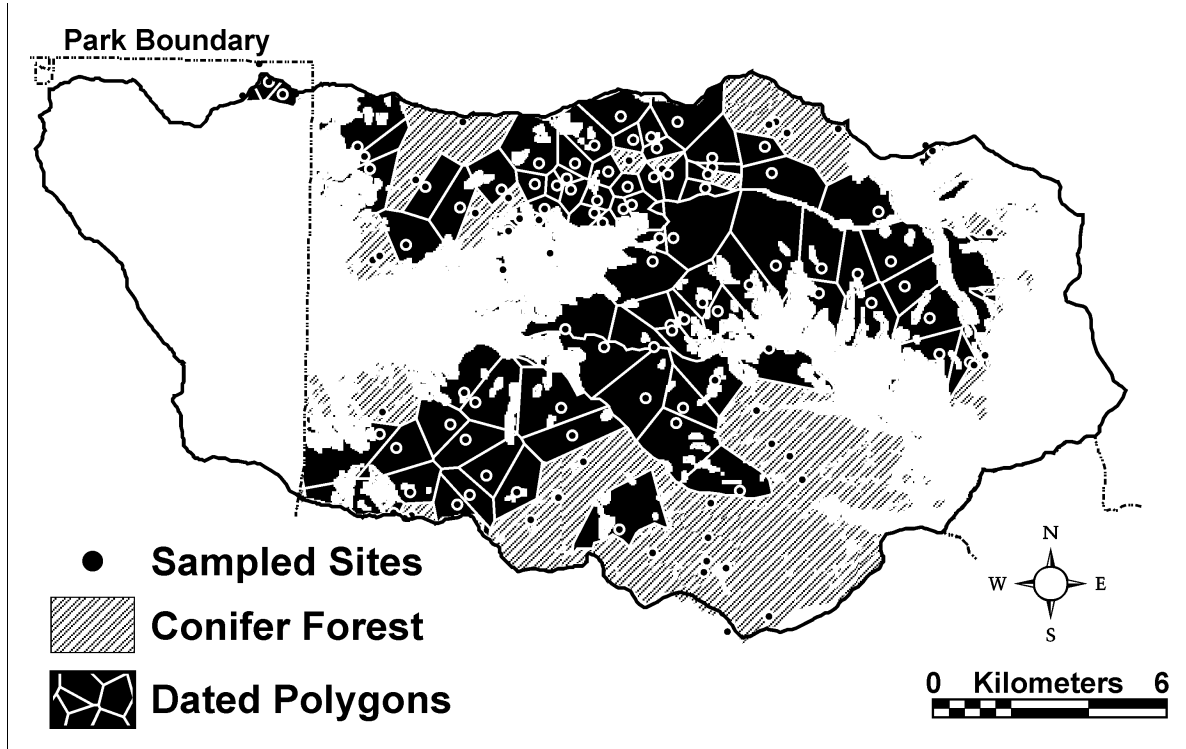 Park Boundary
Sampled Sites
Conifer Forest
Dated Polygons
N
W E
S
0 Kilometers 6